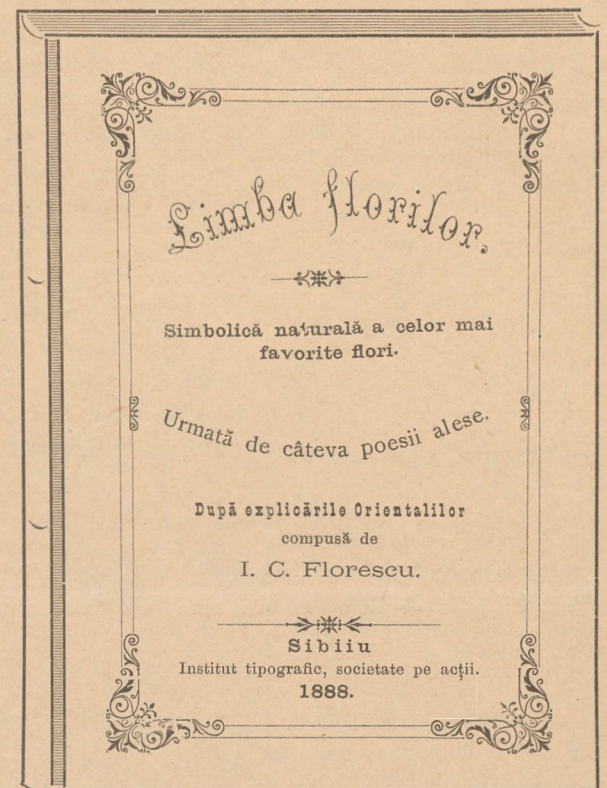 Limba florilor.
Simbolică naturală a celor mai
favorite flori.
Urmată de câteva poesii alese.
După explicările Orientalilor
compusă de
I. C. Florescu.
Sibiiu
Institut tipografic, societate pe acții.
1888.